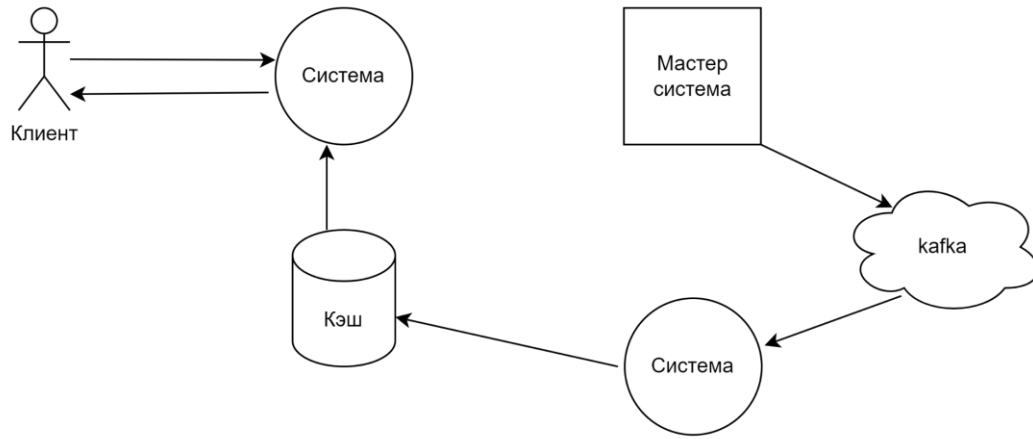 Система
Мастер
система
Клиент
kafka
Кэш
Система